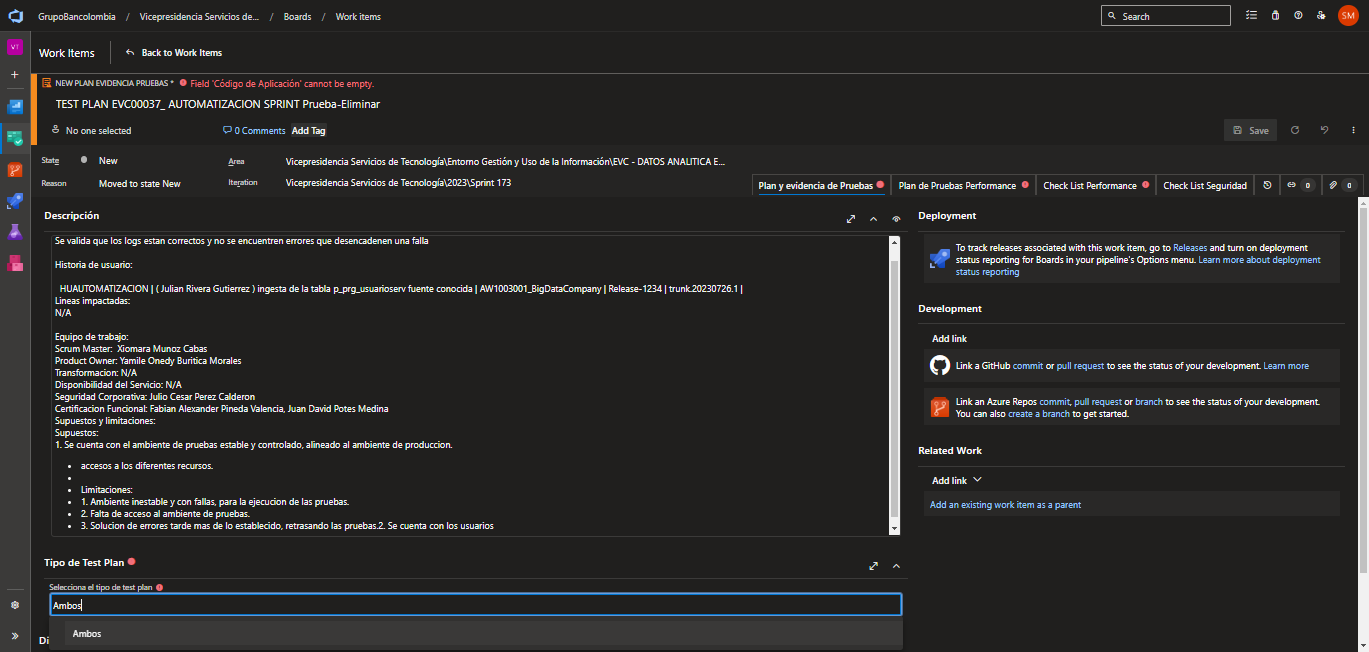 GrupoBancolombia / Vicepresidencia Servicios de... / Boards / Work items
Search
SM
VT
Work Items
Back to Work Items
NEW PLAN EVIDENCIA PRUEBAS * Field 'Código de Aplicación' cannot be empty.
TEST PLAN EVC00037_ AUTOMATIZACION SPRINT Prueba-Eliminar
No one selected
0 Comments
Add Tag
Save
State
New
Area
Vicepresidencia Servicios de Tecnología\Entorno Gestión y Uso de la Información\EVC - DATOS ANALITICA E...
Reason
Moved to state New
Iteration
Vicepresidencia Servicios de Tecnología\2023\Sprint 173
Plan y evidencia de Pruebas
Plan de Pruebas Performance
Check List Performance
Check List Seguridad
0
0
Descripción
Se valida que los logs estan correctos y no se encuentren errores que desencadenen una falla
Historia de usuario:
HUAUTOMATIZACION | ( Julian Rivera Gutierrez ) ingesta de la tabla p_prg_usuarioserv fuente conocida | AW1003001_BigDataCompany | Release-1234 | trunk.20230726.1 |
Lineas impactadas:
N/A
Equipo de trabajo:
Scrum Master:  Xiomara Munoz Cabas
Product Owner: Yamile Onedy Buritica Morales
Transformacion: N/A
Disponibilidad del Servicio: N/A
Seguridad Corporativa: Julio Cesar Perez Calderon
Certificacion Funcional: Fabian Alexander Pineda Valencia, Juan David Potes Medina
Supuestos y limitaciones:
Supuestos:
1. Se cuenta con el ambiente de pruebas estable y controlado, alineado al ambiente de produccion.
• accesos a los diferentes recursos.
•
• Limitaciones:
• 1. Ambiente inestable y con fallas, para la ejecucion de las pruebas.
• 2. Falta de acceso al ambiente de pruebas.
• 3. Solucion de errores tarde mas de lo establecido, retrasando las pruebas.2. Se cuenta con los usuarios
Tipo de Test Plan
Selecciona el tipo de test plan
Ambos
Ambos
Di
Deployment
To track releases associated with this work item, go to Releases and turn on deployment
status reporting for Boards in your pipeline's Options menu. Learn more about deployment
status reporting
Development
Add link
Link a GitHub commit or pull request to see the status of your development. Learn more
Link an Azure Repos commit, pull request or branch to see the status of your development.
You can also create a branch to get started.
Related Work
Add link
Add an existing work item as a parent